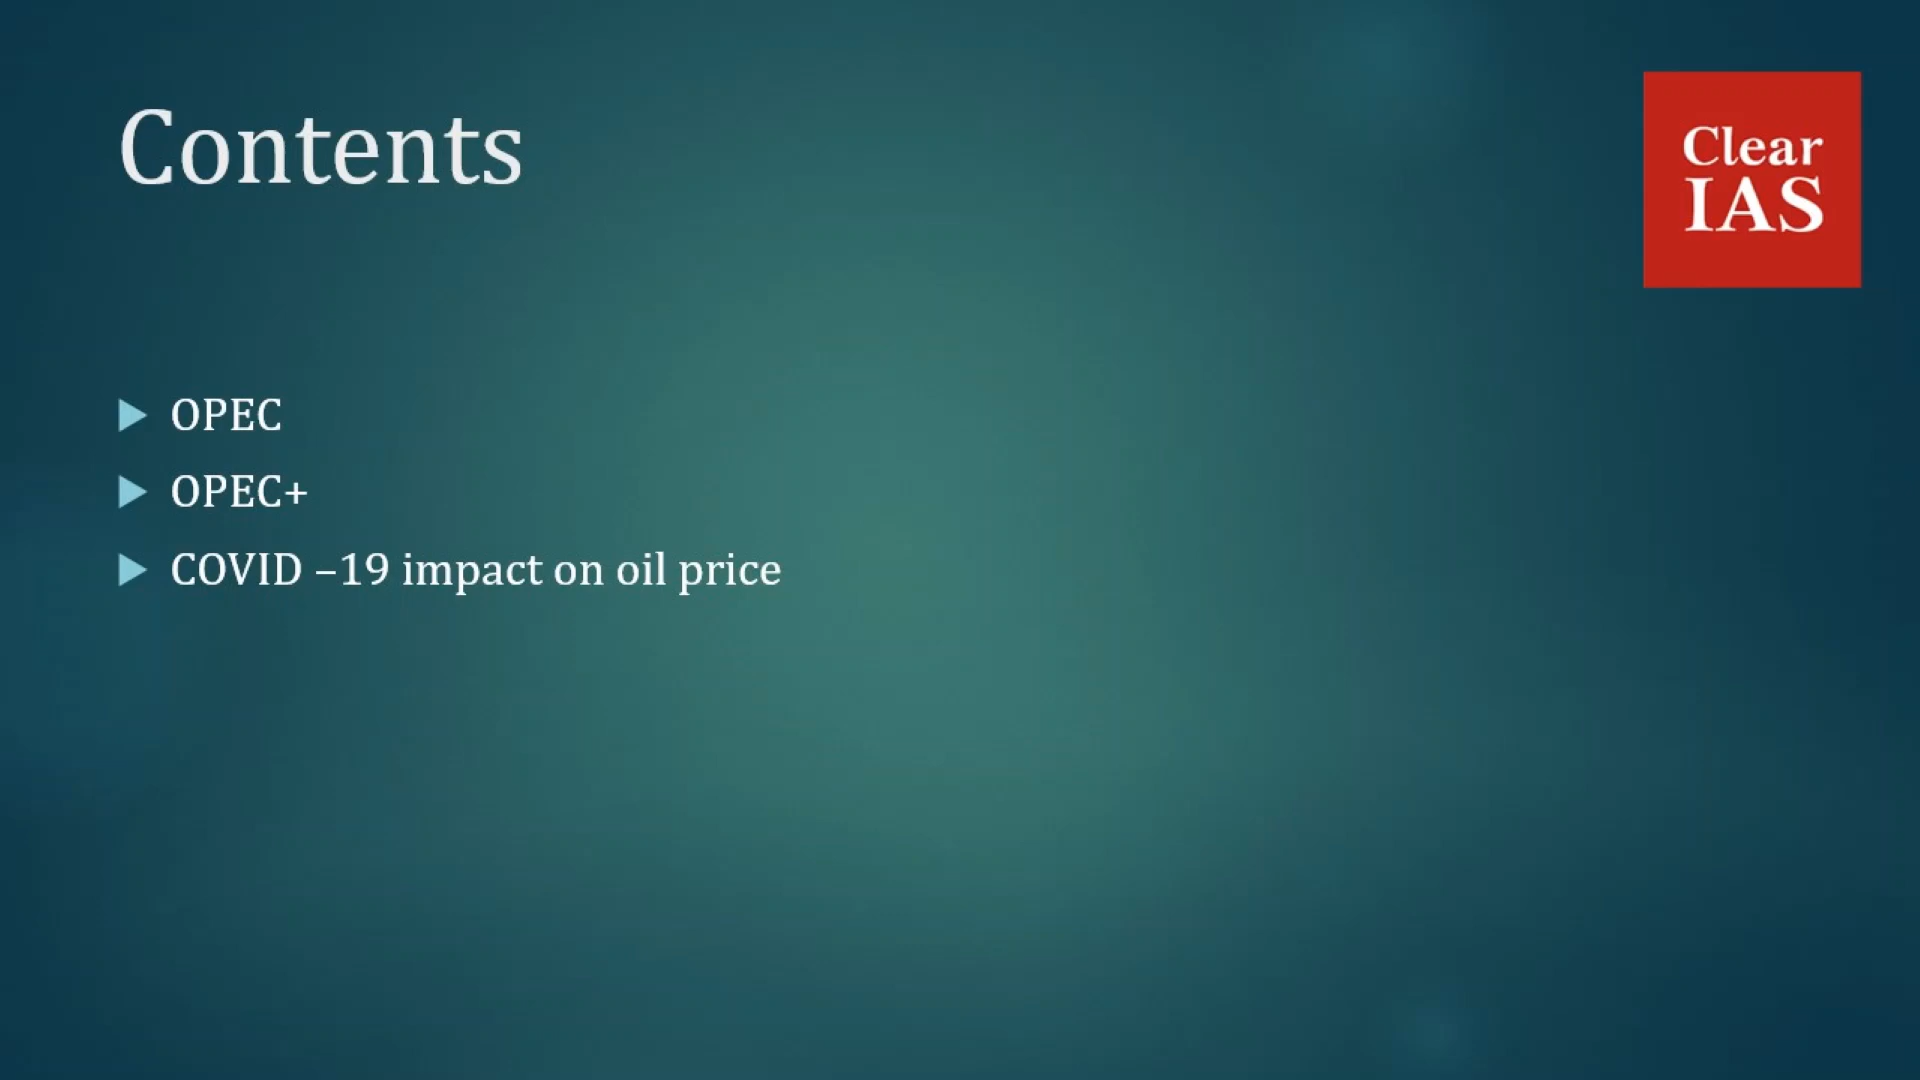 Contents
Clear
IAS
OPEC
OPEC+
COVID –19 impact on oil price